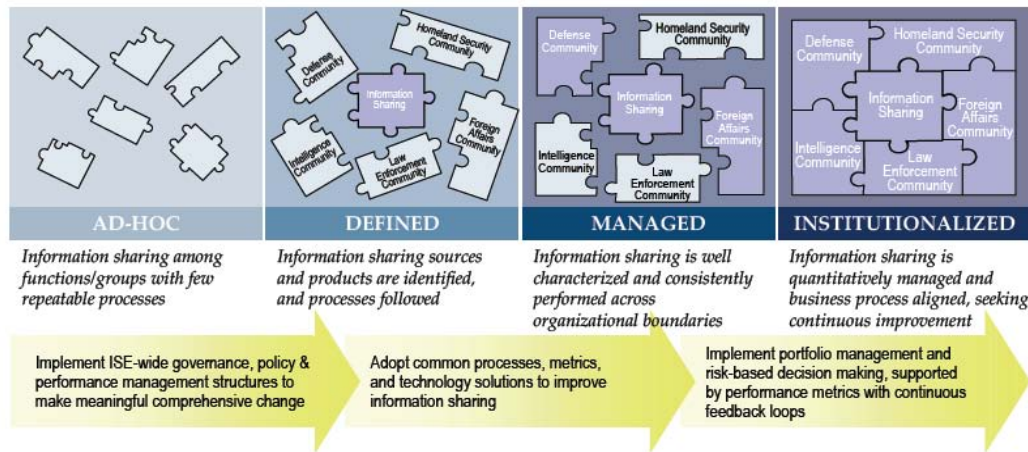 Defense
Community
Homeland Security
Community
Information
Sharing
Intelligence
Community
Law
Enforcement
Community
Foreign
Affairs
Community
Defense
Community
Homeland Security
Community
Information
Sharing
Foreign
Affairs
Community
Intelligence
Community
Law
Enforcement
Community
Defense
Community
Homeland Security
Community
Information
Sharing
Foreign
Affairs
Community
Intelligence
Community
Law
Enforcement
Community
AD-HOC
DEFINED
MANAGED
INSTITUTIONALIZED
Information sharing among
functions/groups with few
repeatable processes
Information sharing sources
and products are identified,
and processes followed
Information sharing is well
characterized and consistently
performed across
organizational boundaries
Information sharing is
quantitatively managed and
business process aligned, seeking
continuous improvement
Implement ISE-wide governance, policy &
performance management structures to
make meaningful comprehensive change
Adopt common processes, metrics,
and technology solutions to improve
information sharing
Implement portfolio management and
risk-based decision making, supported
by performance metrics with continuous
feedback loops